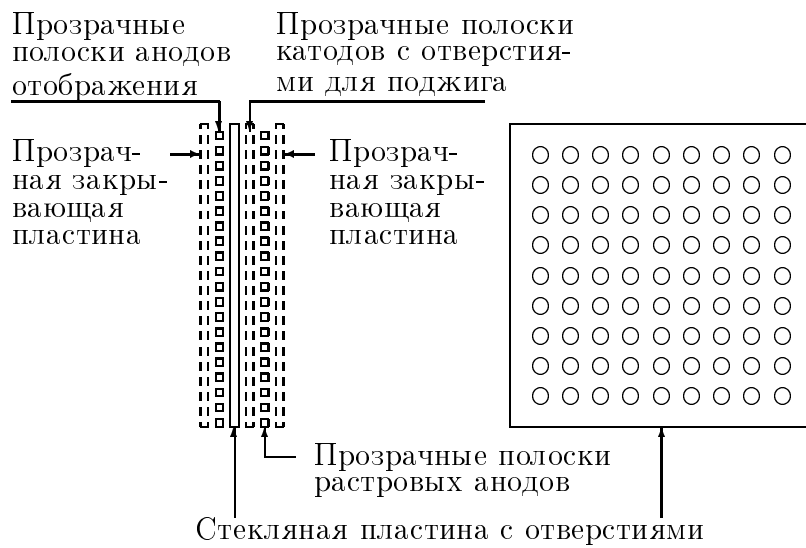 Прозрачные
полоски анодов
отображения
Прозрачные полоски
катодов с отверстия-
ми для поджига
Прозрач-
ная закры-
вающая
пластина
Прозрач-
ная закры-
вающая
пластина
Прозрачные полоски
растровых анодов
Стекляная пластина с отверстиями